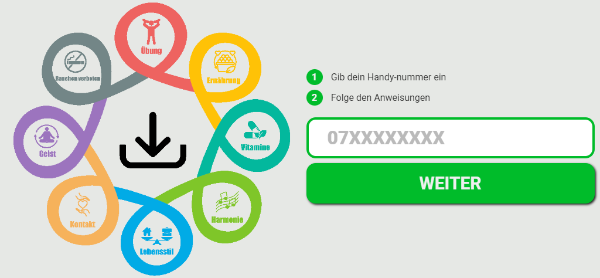 Übung
Rauchen verboten
Ernährung
Geist
Vitamine
Kontakt
Harmonie
Lebensstil
1 Gib dein Handy-nummer ein
2 Folge den Anweisungen
07XXXXXXXX
WEITER